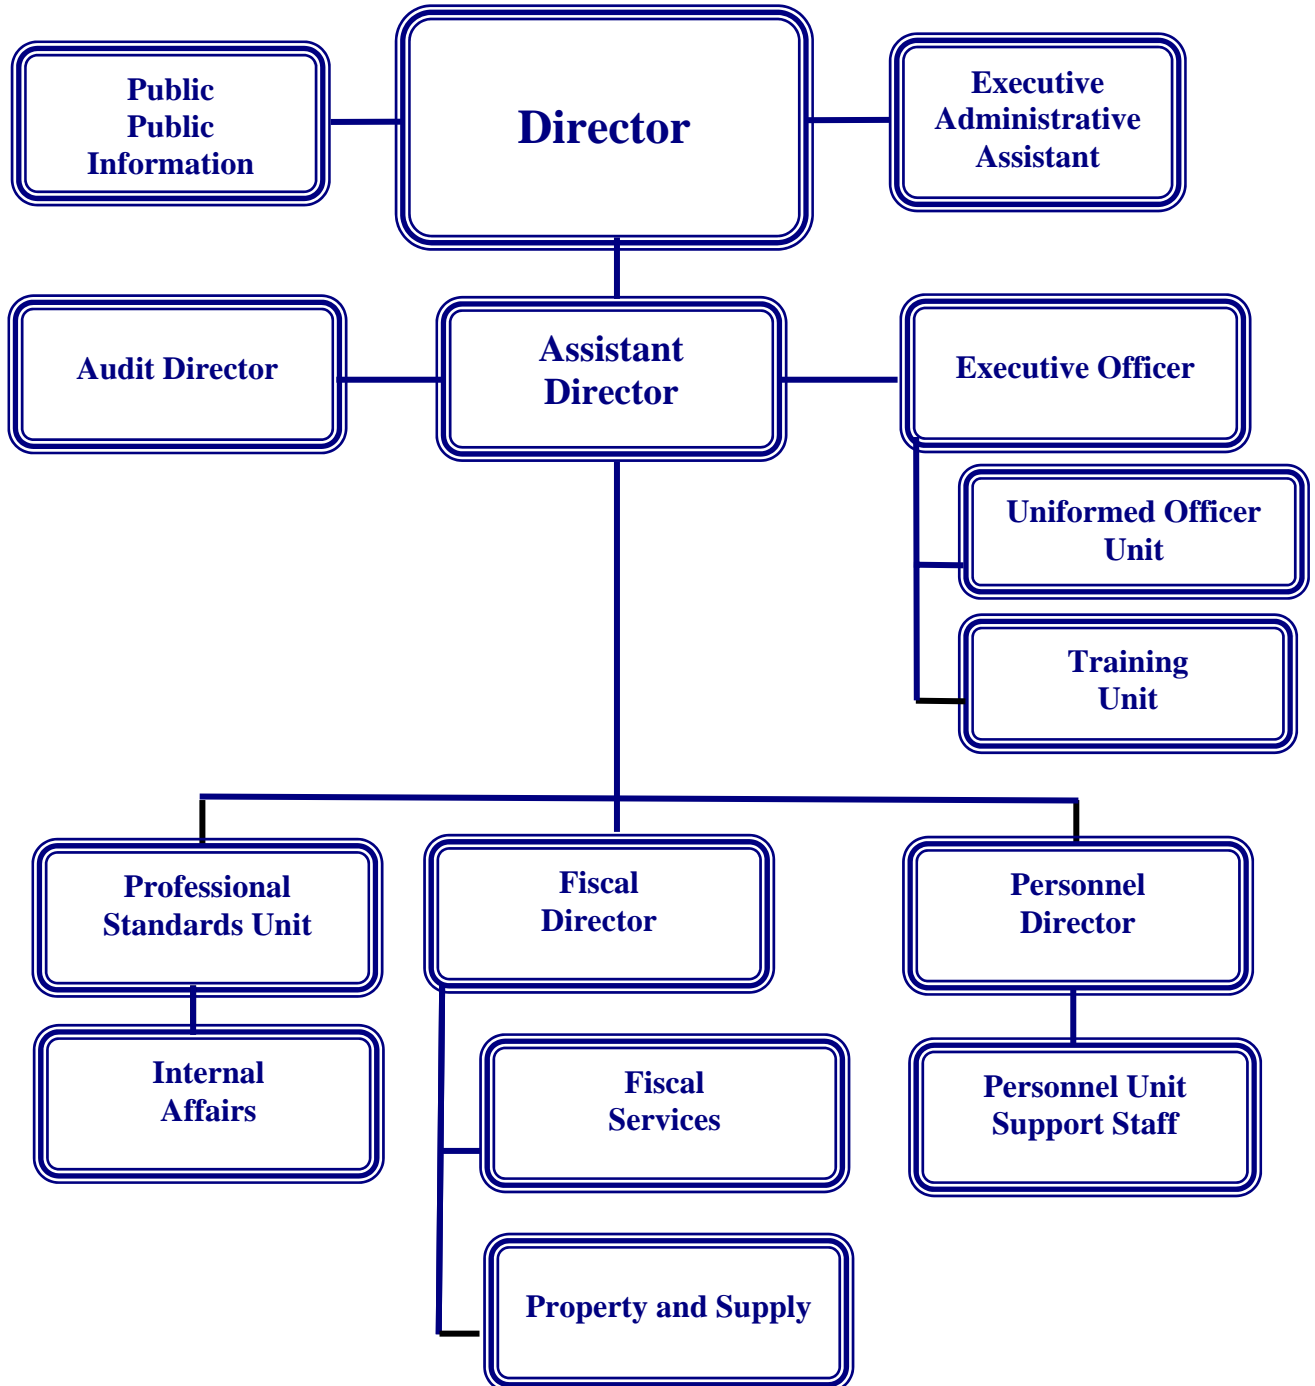 Public
Public
Information
Director
Executive
Administrative
Assistant
Audit Director
Assistant
Director
Executive Officer
Uniformed Officer
Unit
Training
Unit
Professional
Standards Unit
Fiscal
Director
Personnel
Director
Internal
Affairs
Fiscal
Services
Personnel Unit
Support Staff
Property and Supply